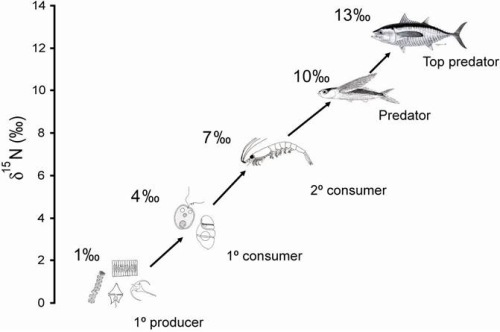 14
12
10
8
6
4
2
0
δ¹⁵N (‰)
13‰
Top predator
10‰
Predator
7‰
2º consumer
4‰
1º consumer
1‰
1º producer